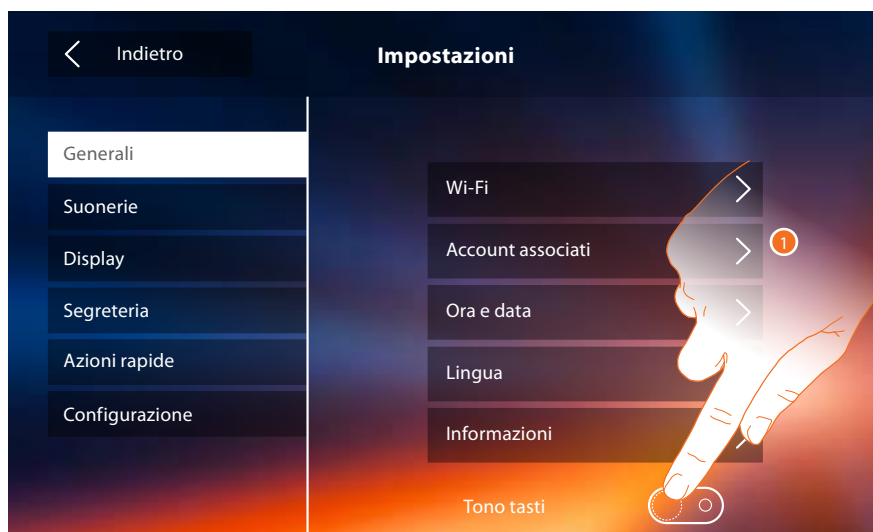 Indietro
Impostazioni
Generali
Suonerie
Display
Segreteria
Azioni rapide
Configurazione
Wi-Fi
Account associati
1
Ora e data
Lingua
Informazioni
Tono tasti